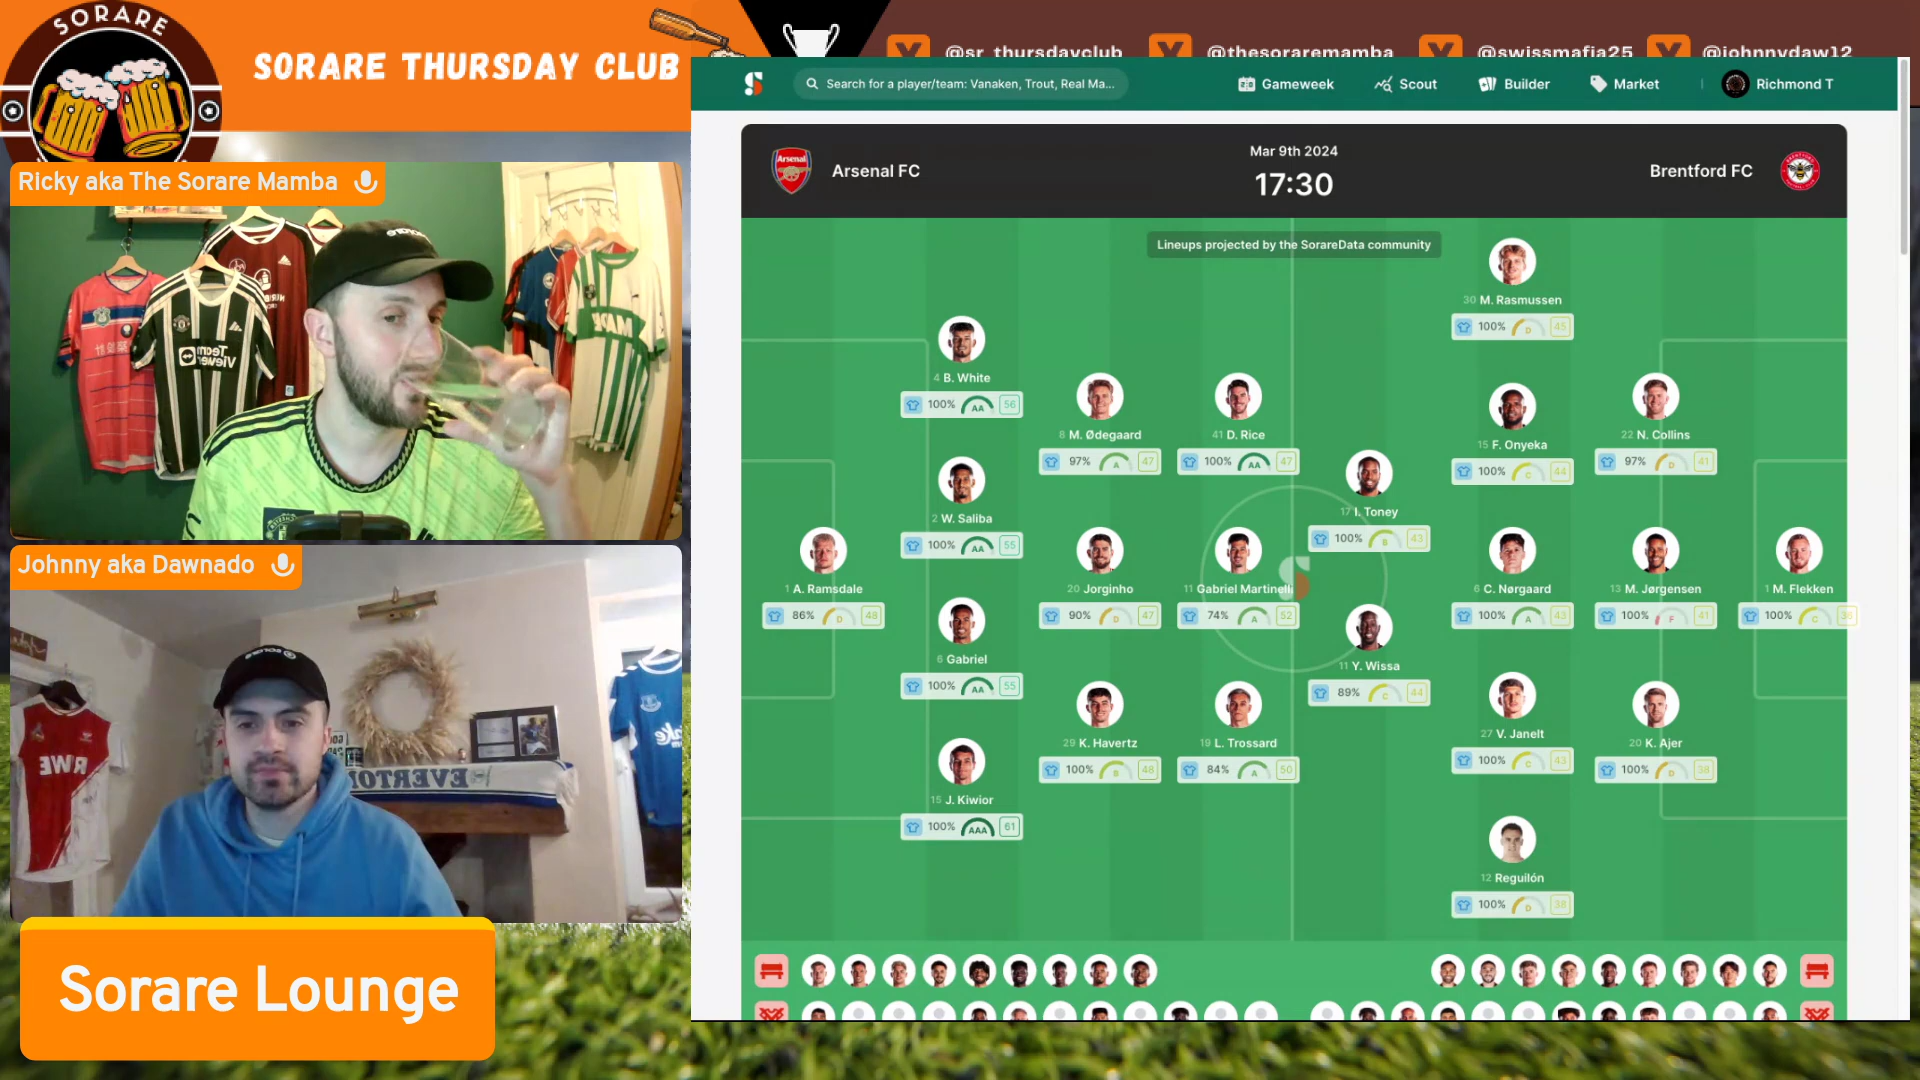 SORARE
SORARE THURSDAY CLUB
@sr_thursdayclub
@thesoraremamba
@swissmafia25
@johnnydaw12
Ricky aka The Sorare Mamba
Johnny aka Dawnado
RWE
EVERTON
Sorare Lounge
Search for a player/team: Vanaken, Trout, Real Ma...
Gameweek
Scout
Builder
Market
Richmond T
Arsenal
Arsenal FC
Mar 9th 2024
17:30
Brentford FC
Lineups projected by the SorareData community
30 M. Rasmussen
100% D 45
4 B. White
100% AA 56
8 M. Ødegaard
97% A 47
41 D. Rice
100% AA 47
15 F. Onyeka
100% C 44
22 N. Collins
97% D 41
17 I. Toney
100% B 43
2 W. Saliba
100% AA 55
1 A. Ramsdale
86% D 48
20 Jorginho
90% D 47
11 Gabriel Martinelli
74% A 52
6 C. Nørgaard
100% A 43
13 M. Jørgensen
100% F 41
1 M. Flekken
100% C
6 Gabriel
100% AA 55
11 Y. Wissa
89% C 44
29 K. Havertz
100% B 48
19 L. Trossard
84% A 50
27 V. Janelt
100% C 43
20 K. Ajer
100% D 38
15 J. Kiwior
100% AAA 61
12 Reguilón
100% D 38